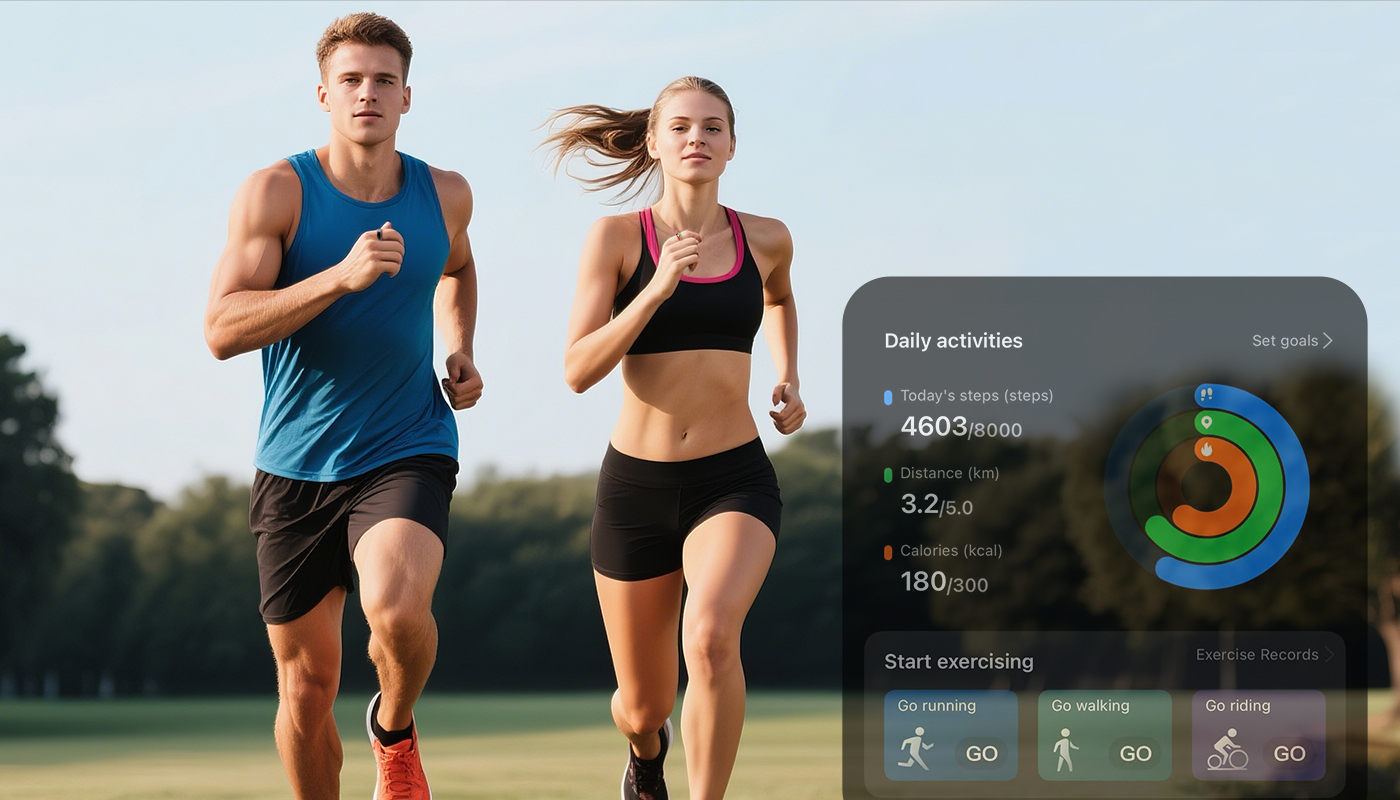 Daily activities
Set goals
Today's steps (steps)
4603/8000
Distance (km)
3.2/5.0
Calories (kcal)
180/300
Start exercising
Exercise Records
Go running
Go walking
Go riding
GO
GO
GO